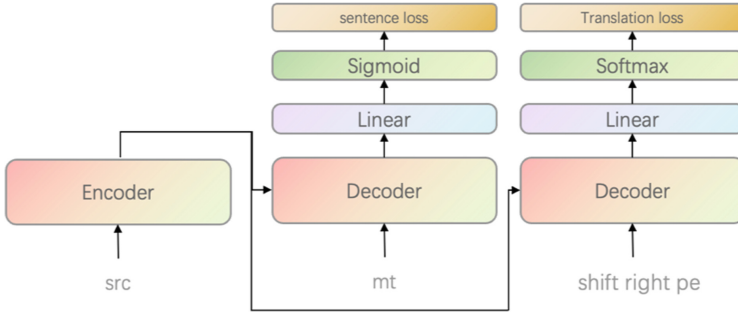 sentence loss
Translation loss
Sigmoid
Softmax
Linear
Linear
Encoder
Decoder
Decoder
src
mt
shift right pe